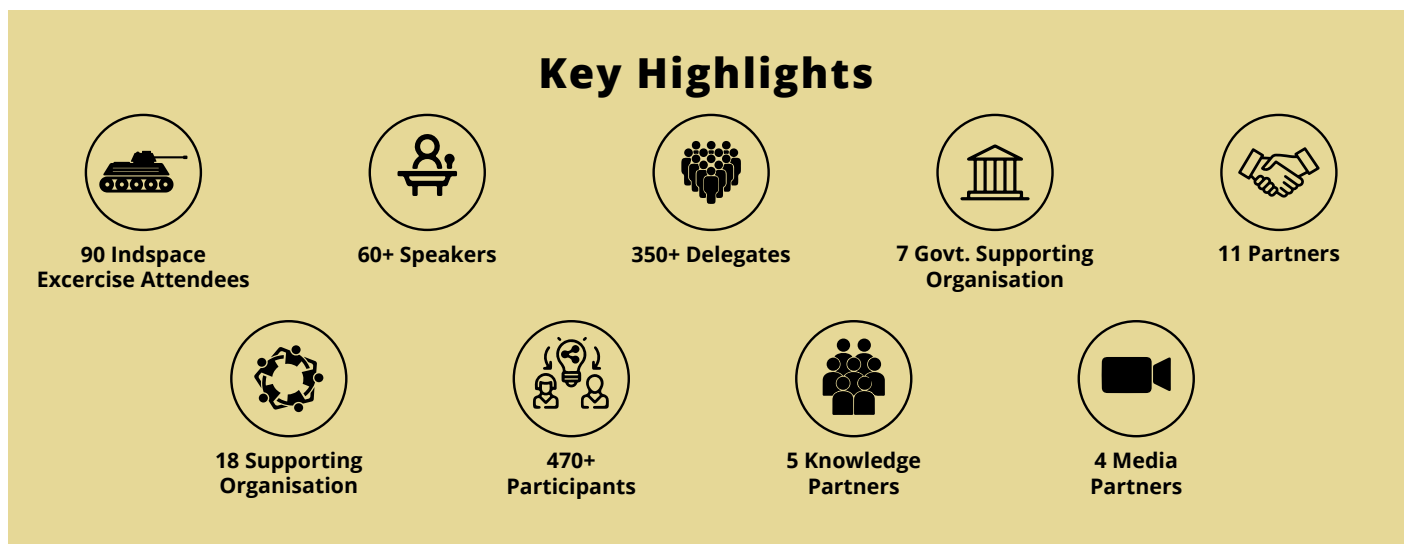 Key Highlights
90 Indspace
Excercise Attendees
60+ Speakers
350+ Delegates
7 Govt. Supporting
Organisation
11 Partners
18 Supporting
Organisation
470+
Participants
5 Knowledge
Partners
4 Media
Partners